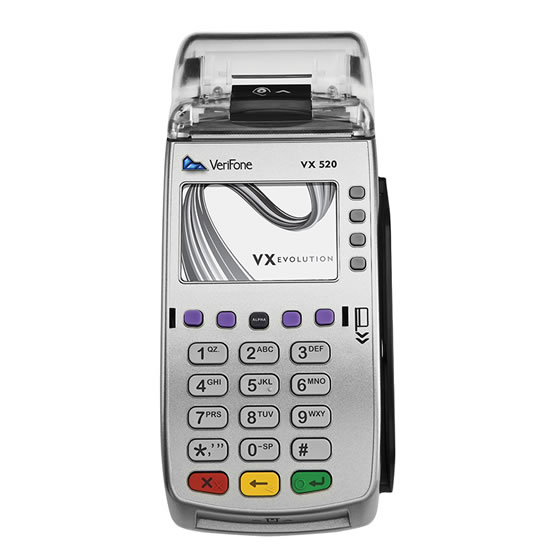 VeriFone VX 520
VX EVOLUTION
ALPHA
1 QZ. 2 ABC 3 DEF
4 GHI 5 JKL 6 MNO
7 PRS 8 TUV 9 WXY
*,'" 0 -SP #
X ← O ↵